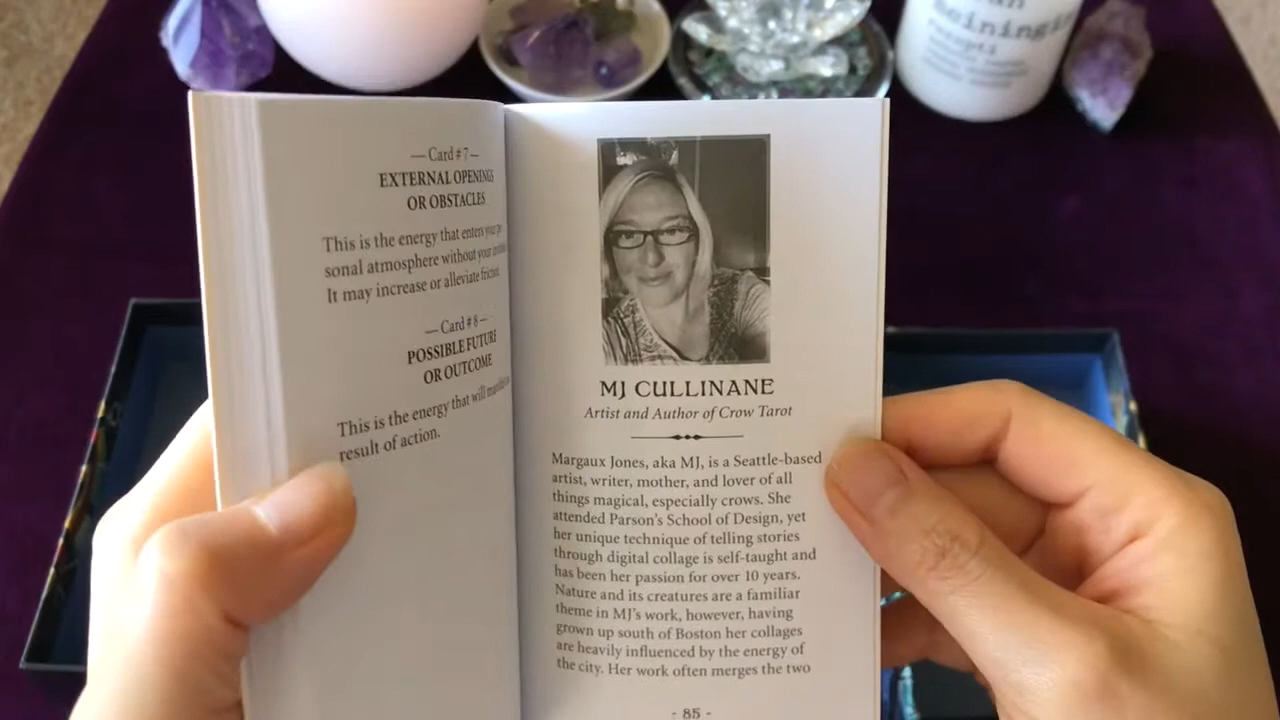 — Card #7 —
EXTERNAL OPENINGS
OR OBSTACLES
This is the energy that enters your
sonal atmosphere without your
It may increase or alleviate
— Card #8 —
POSSIBLE FUTURE
OR OUTCOME
This is the energy that will
result of action.
MJ CULLINANE
Artist and Author of Crow Tarot
Margaux Jones, aka MJ, is a Seattle-based
artist, writer, mother, and lover of all
things magical, especially crows. She
attended Parson's School of Design, yet
her unique technique of telling stories
through digital collage is self-taught and
has been her passion for over 10 years.
Nature and its creatures are a familiar
theme in MJ's work, however, having
grown up south of Boston her collages
are heavily influenced by the energy of
the city. Her work often merges the two
- 85 -